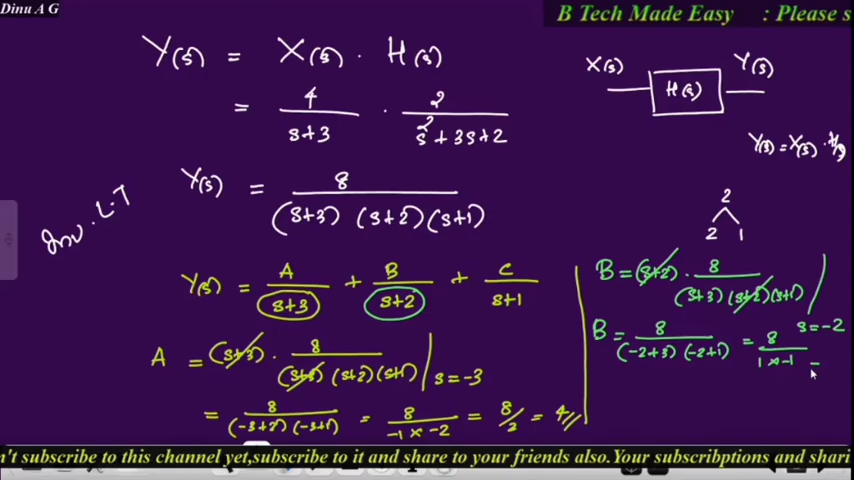 Dinu A G
B Tech Made Easy : Please s
Y(s) = X(s) · H(s)
= 4/(s+3) · 2/(s²+3s+2)
Y(s) = 8/((s+3) (s+2) (s+1))
Inv. L.T
Y(s) = A/(s+3) + B/(s+2) + C/(s+1)
A = (s+3) · 8/((s+3) (s+2) (s+1)) | s = -3
= 8/((-3+2) (-3+1)) = 8/(-1 × -2) = 8/2 = 4//
X(s) H(s) Y(s)
Y(s) = X(s) · H(s)
2
2 1
B = (s+2) · 8/((s+3) (s+2) (s+1)) | s = -2
B = 8/((-2+3) (-2+1)) = 8/(1 × -1) =
n't subscribe to this channel yet,subscribe to it and share to your friends also.Your subscribptions and shari